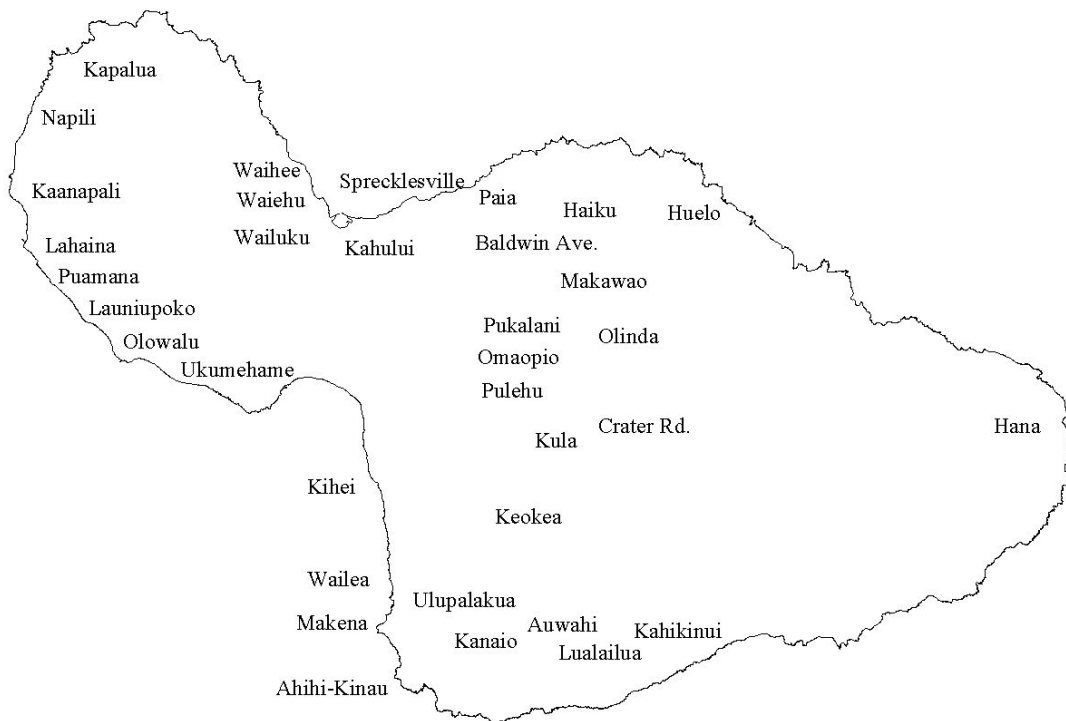 Kapalua
Napili
Waihee
Sprecklesville
Kaanapali
Waiehu
Paia
Haiku
Huelo
Wailuku
Lahaina
Kahului
Baldwin Ave.
Puamana
Makawao
Launiupoko
Pukalani
Olowalu
Olinda
Omaopio
Ukumehame
Pulehu
Crater Rd.
Hana
Kula
Kihei
Keokea
Wailea
Ulupalakua
Makena
Auwahi
Kahikinui
Kanaio
Lualailua
Ahihi-Kinau